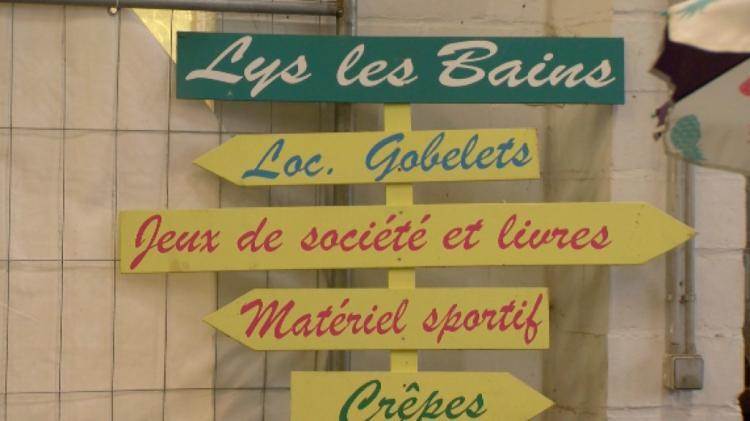 Lys les Bains
Loc. Gobelets
Jeux de société et livres
Matériel sportif
Crêpes